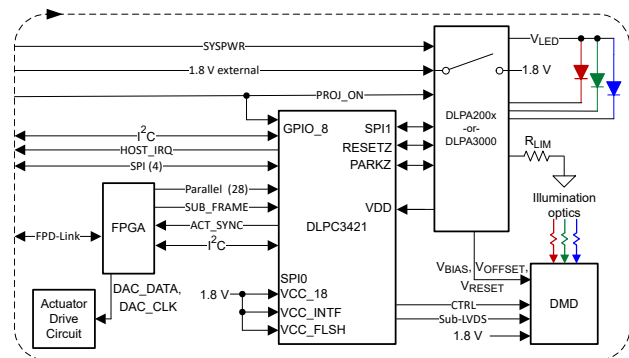 SYSPWR
1.8 V external
PROJ_ON
I2C
HOST_IRQ
SPI (4)
Parallel (28)
SUB_FRAME
ACT_SYNC
I2C
FPD-Link
FPGA
DAC_DATA,
DAC_CLK
Actuator
Drive
Circuit
GPIO_8
SPI1
RESETZ
PARKZ
DLPC3421
VDD
SPI0
1.8 V
VCC_18
VCC_INTF
VCC_FLSH
DLPA200x
-or-
DLPA3000
VLED
1.8 V
RLIM
Illumination
optics
VBIAS, VOFFSET,
VRESET
CTRL
Sub-LVDS
1.8 V
DMD